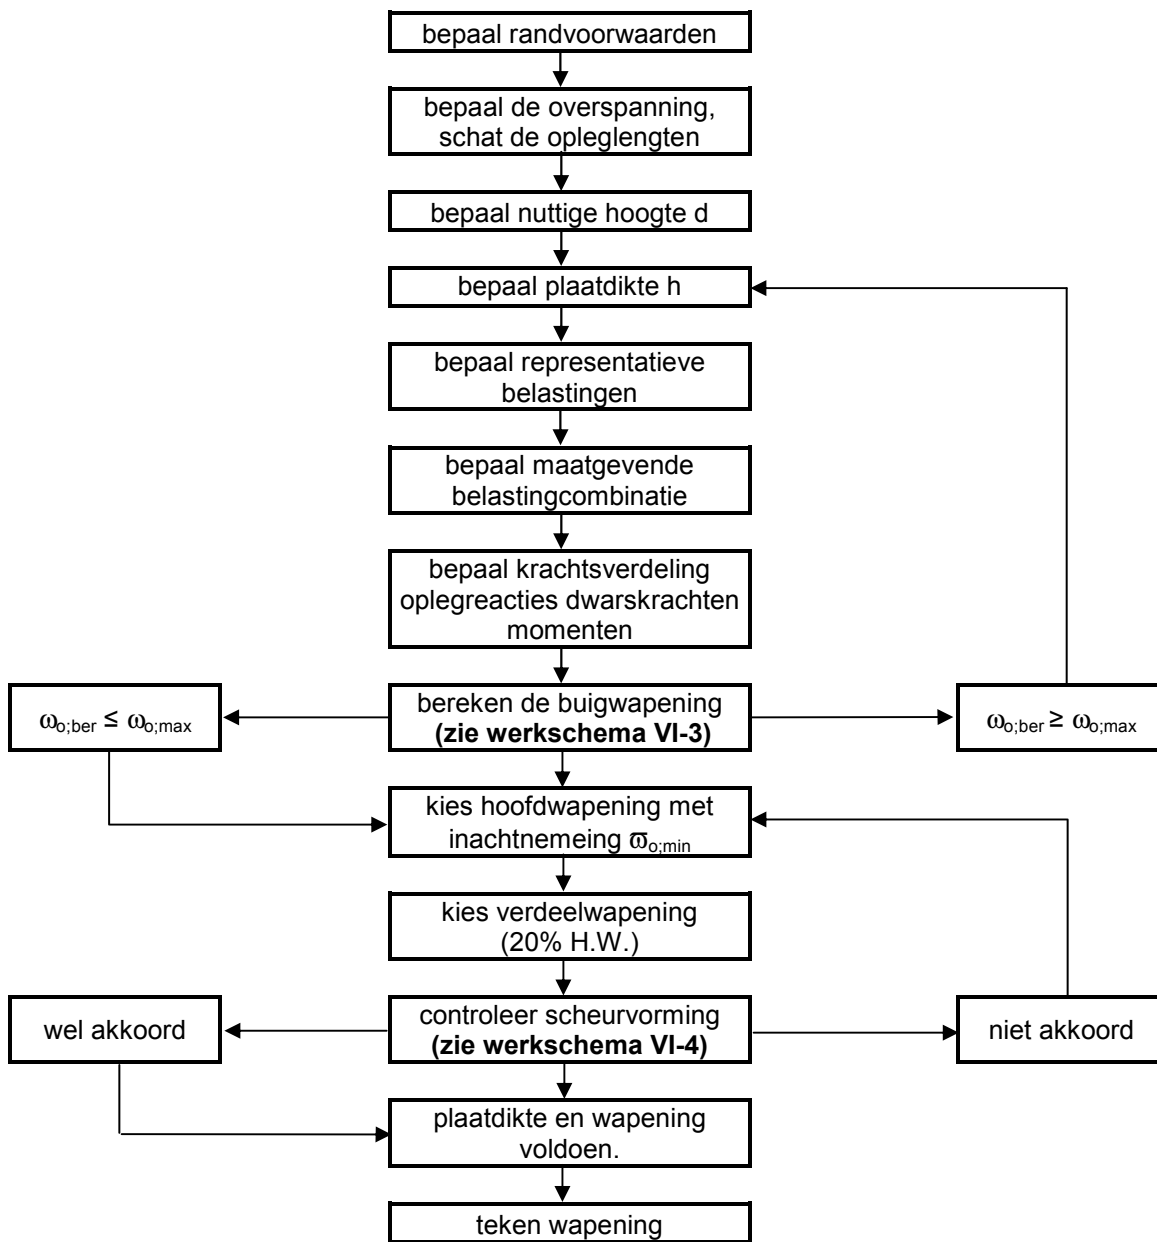 bepaal randvoorwaarden
bepaal de overspanning,
schat de opleglengten
bepaal nuttige hoogte d
bepaal plaatdikte h
bepaal representatieve
belastingen
bepaal maatgevende
belastingcombinatie
bepaal krachtsverdeling
oplegreacties dwarskrachten
momenten
ω₀;ber ≤ ω₀;max
bereken de buigwapening
(zie werkschema VI-3)
ω₀;ber ≥ ω₀;max
kies hoofdwapening met
inachtnemeing ϖ₀;min
kies verdeelwapening
(20% H.W.)
wel akkoord
controleer scheurvorming
(zie werkschema VI-4)
niet akkoord
plaatdikte en wapening
voldoen.
teken wapening